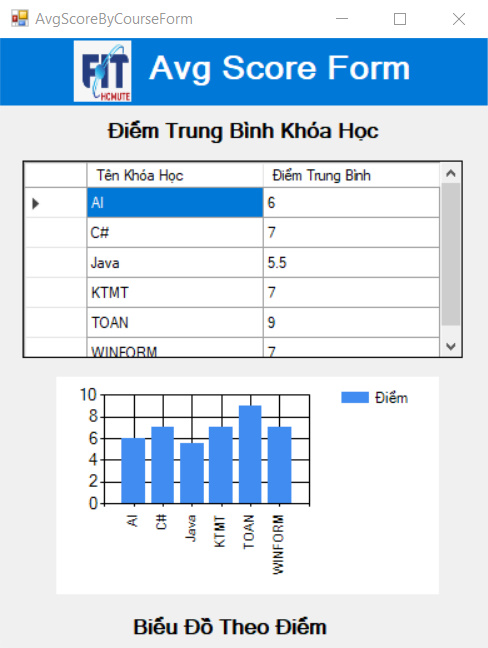 AvgScoreByCourseForm
FIT
HCMUTE
Avg Score Form
Điểm Trung Bình Khóa Học
Tên Khóa Học Điểm Trung Bình
AI 6
C# 7
Java 5.5
KTMT 7
TOAN 9
WINFORM 7
10
8
6
4
2
0
Điểm
AI C# Java KTMT TOAN WINFORM
Biểu Đồ Theo Điểm